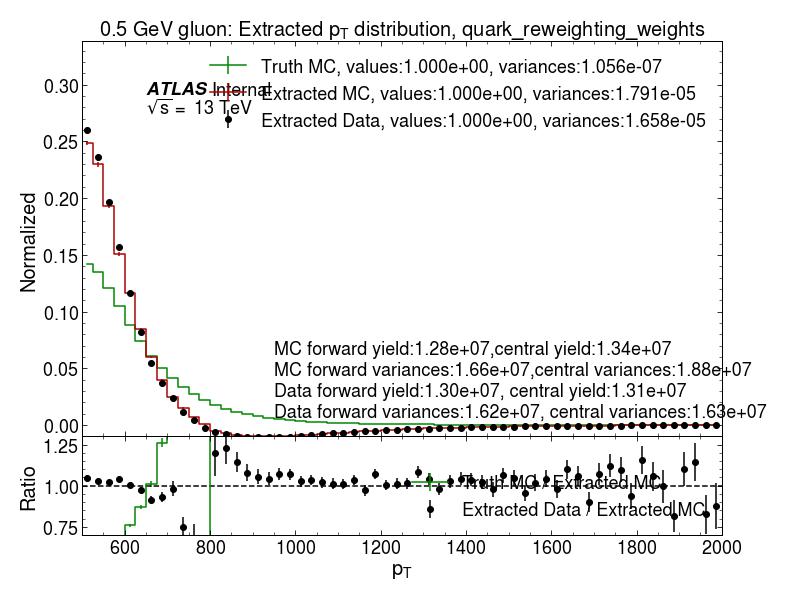 0.5 GeV gluon: Extracted pT distribution, quark_reweighting_weights
Truth MC, values:1.000e+00, variances:1.056e-07
ATLAS Internal
Extracted MC, values:1.000e+00, variances:1.791e-05
√s = 13 TeV
Extracted Data, values:1.000e+00, variances:1.658e-05
Normalized
0.30
0.25
0.20
0.15
0.10
0.05
0.00
MC forward yield:1.28e+07,central yield:1.34e+07
MC forward variances:1.66e+07,central variances:1.88e+07
Data forward yield:1.30e+07, central yield:1.31e+07
Data forward variances:1.62e+07, central variances:1.63e+07
Ratio
1.25
1.00
0.75
Truth MC / Extracted MC
Extracted Data / Extracted MC
600 800 1000 1200 1400 1600 1800 2000
pT